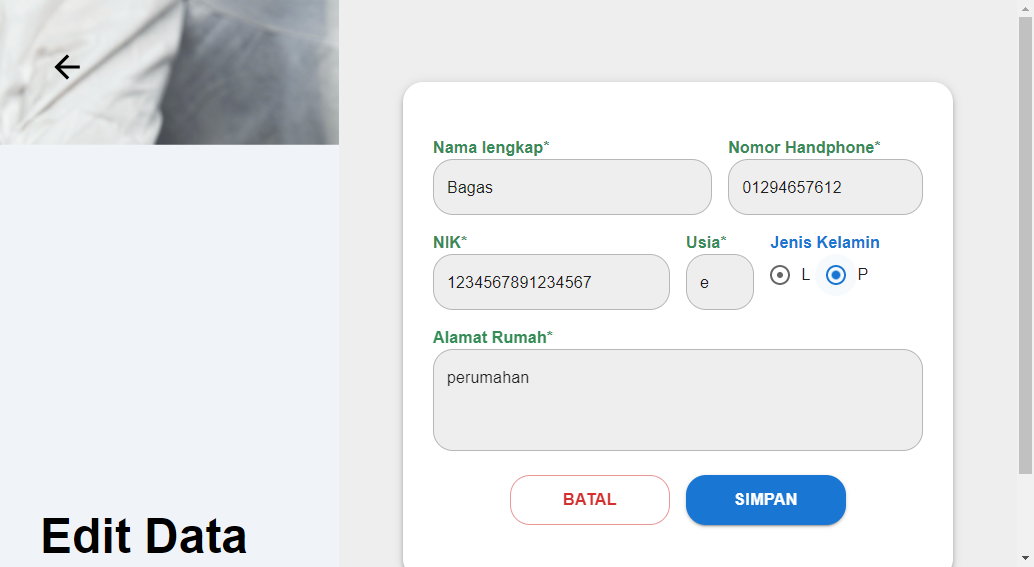 Nama lengkap*
Nomor Handphone*
Bagas
01294657612
NIK*
Usia*
Jenis Kelamin
1234567891234567
e
L
P
Alamat Rumah*
perumahan
BATAL
SIMPAN
Edit Data